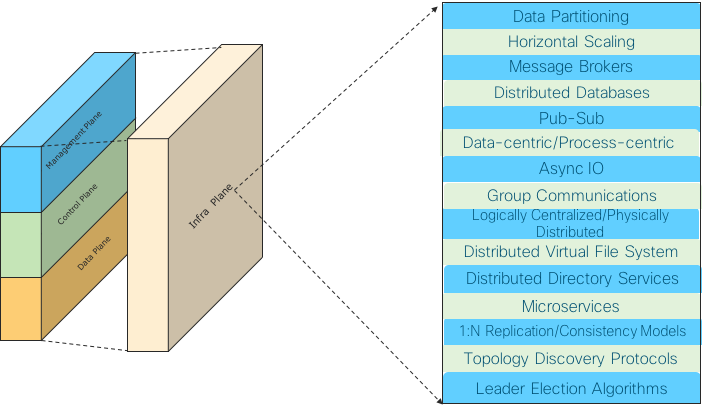 Management Plane
Control Plane
Data Plane
Infra Plane
Data Partitioning
Horizontal Scaling
Message Brokers
Distributed Databases
Pub-Sub
Data-centric/Process-centric
Async IO
Group Communications
Logically Centralized/Physically
Distributed
Distributed Virtual File System
Distributed Directory Services
Microservices
1:N Replication/Consistency Models
Topology Discovery Protocols
Leader Election Algorithms